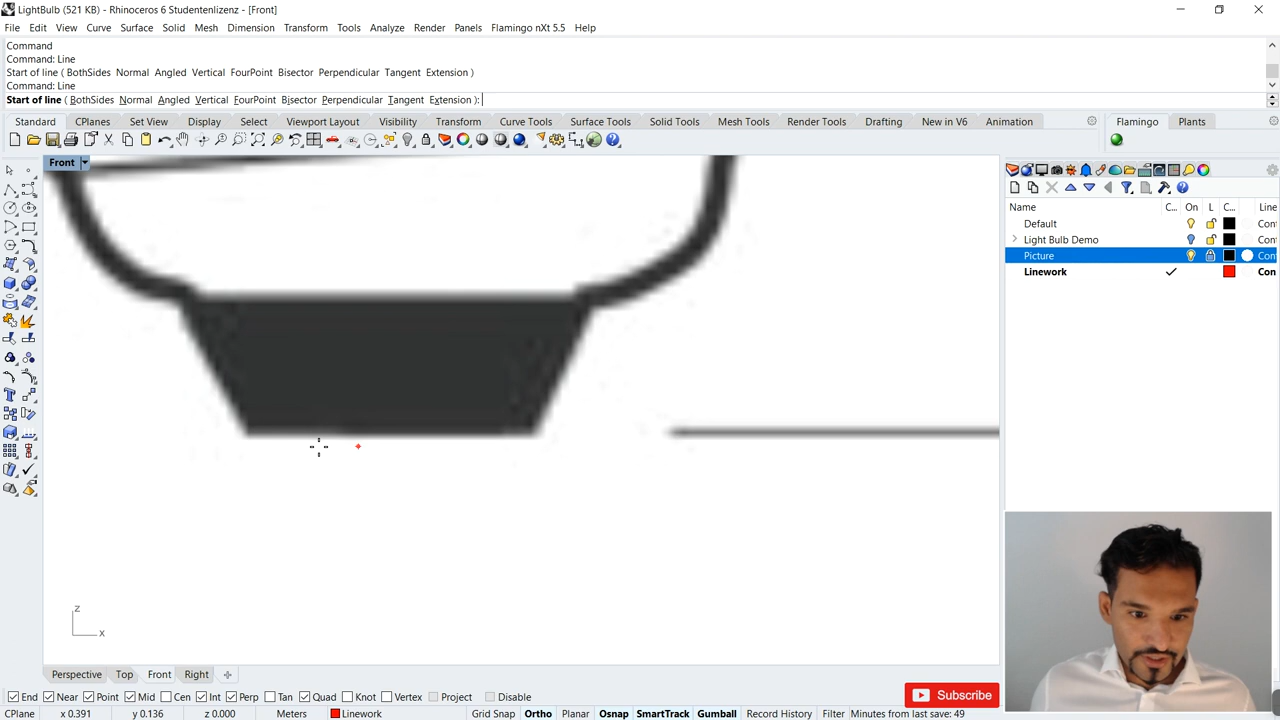 LightBulb (521 KB) - Rhinoceros 6 Studentenlizenz - [Front]
File Edit View Curve Surface Solid Mesh Dimension Transform Tools Analyze Render Panels Flamingo nXt 5.5 Help
Command
Command: Line
Start of line ( BothSides Normal Angled Vertical FourPoint Bisector Perpendicular Tangent Extension )
Command: Line
Start of line ( BothSides Normal Angled Vertical FourPoint Bisector Perpendicular Tangent Extension ):
Standard CPlanes Set View Display Select Viewport Layout Visibility Transform Curve Tools Surface Tools Solid Tools Mesh Tools Render Tools Drafting New in V6 Animation Flamingo Plants
Front
Name C... On L C... Line
Default Cont
Light Bulb Demo Cont
Picture Cont
Linework Con
z
x
Perspective Top Front Right
End Near Point Mid Cen Int Perp Tan Quad Knot Vertex Project Disable
Subscribe
CPlane x 0.391 y 0.136 z 0.000 Meters Linework Grid Snap Ortho Planar Osnap SmartTrack Gumball Record History Filter Minutes from last save: 49